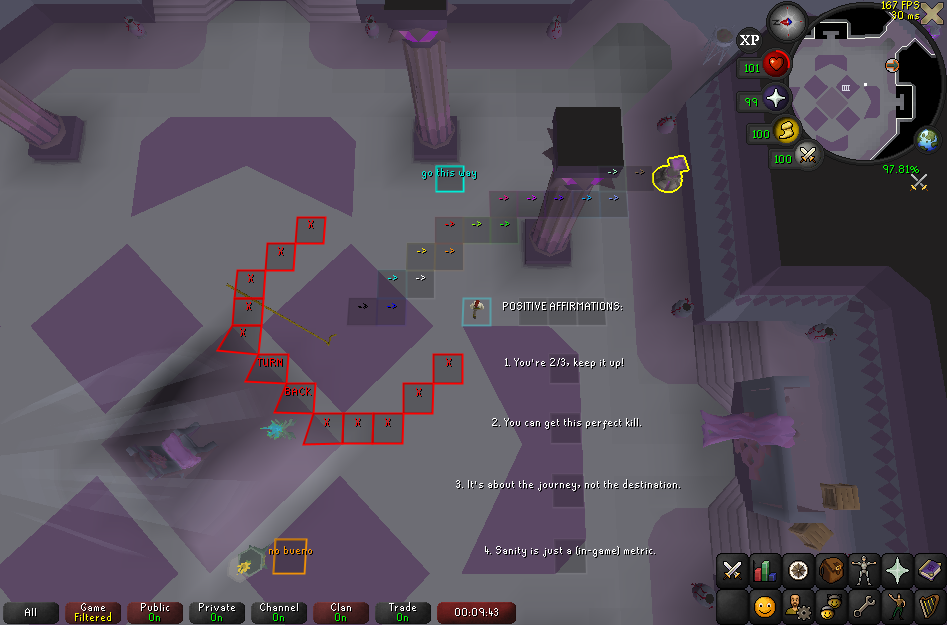 167 FPS
30 ms
XP
101
99
100
100
97.81%
go this way
-> ->
-> -> -> -> ->
-> -> ->
-> ->
-> ->
-> ->
X
X
X
X
X
TURN
BACK
X X X
X
X
POSITIVE AFFIRMATIONS:
1. You're 2/3, keep it up!
2. You can get this perfect kill.
3. It's about the journey, not the destination.
4. Sanity is just a (in-game) metric.
no bueno
All
Game
Filtered
Public
On
Private
On
Channel
On
Clan
On
Trade
On
00:09:43